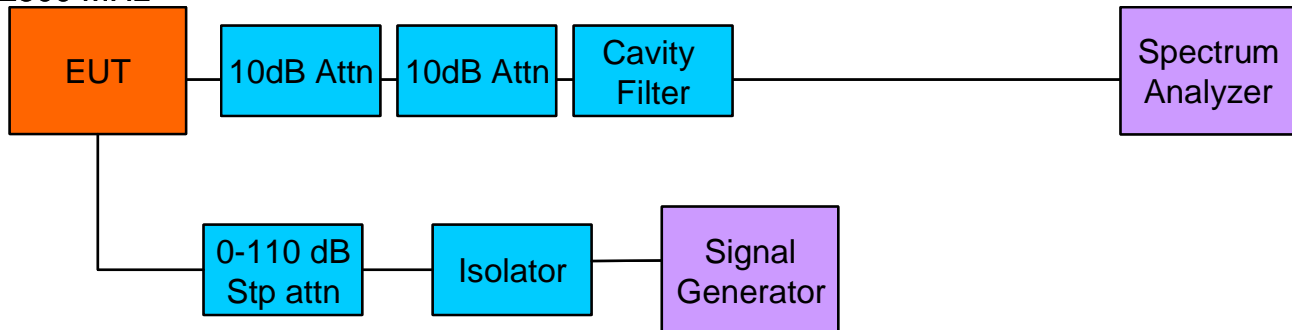 EUT
10dB Attn
10dB Attn
Cavity
Filter
Spectrum
Analyzer
0-110 dB
Stp attn
Isolator
Signal
Generator